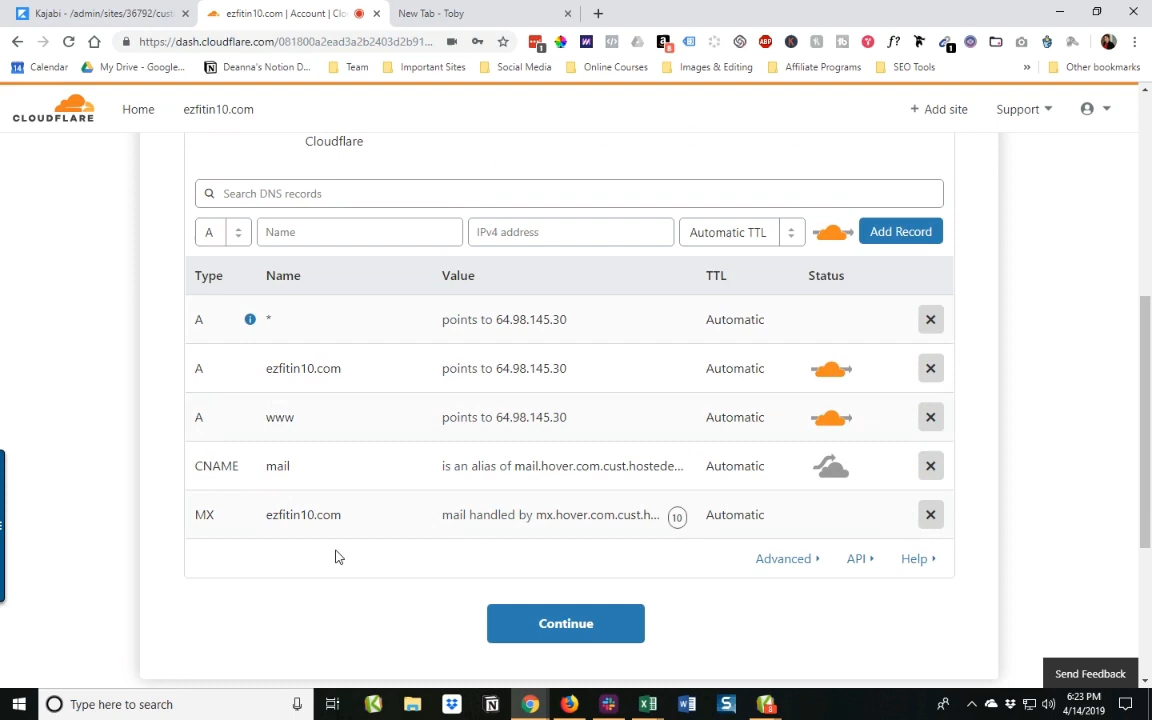 Kajabi - /admin/sites/36792/cust
ezfitin10.com | Account | Clo
New Tab - Toby
https://dash.cloudflare.com/081800a2ead3a2b2403d2b91...
Calendar
My Drive - Google...
Deanna's Notion D...
Team
Important Sites
Social Media
Online Courses
Images & Editing
Affiliate Programs
SEO Tools
»
Other bookmarks
CLOUDFLARE
Home
ezfitin10.com
+ Add site
Support
Cloudflare
Search DNS records
A
Name
IPv4 address
Automatic TTL
Add Record
Type Name Value TTL Status
A * points to 64.98.145.30 Automatic
A ezfitin10.com points to 64.98.145.30 Automatic
A www points to 64.98.145.30 Automatic
CNAME mail is an alias of mail.hover.com.cust.hostede... Automatic
MX ezfitin10.com mail handled by mx.hover.com.cust.h... 10 Automatic
Advanced API Help
Continue
Send Feedback
Type here to search
6:23 PM
4/14/2019